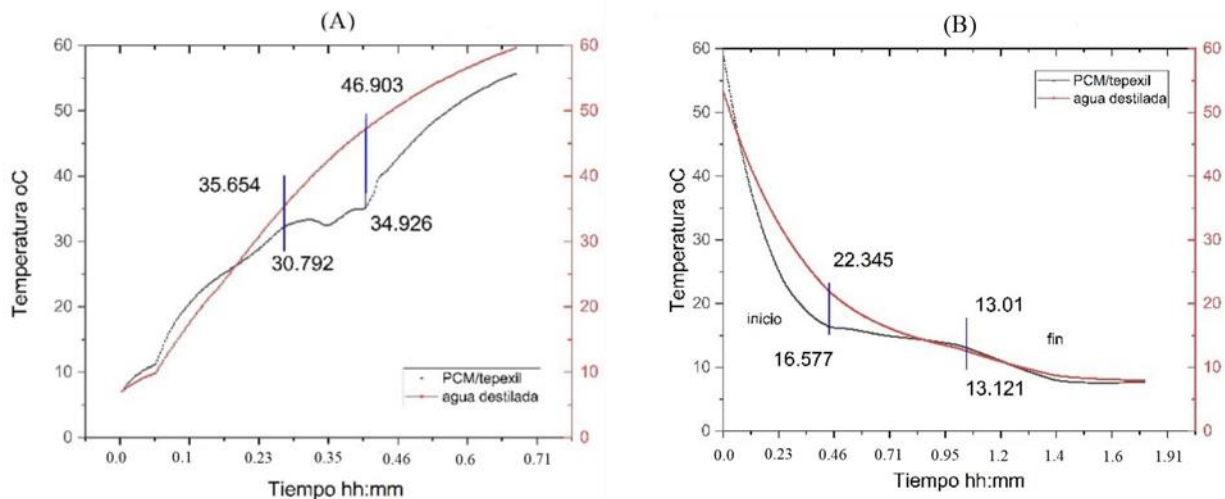 (A)
60
50
40
30
20
10
0
Temperatura oC
46.903
35.654
34.926
30.792
PCM/tepexil
agua destilada
60
50
40
30
20
10
0
0.0 0.1 0.23 0.35 0.46 0.6 0.71
Tiempo hh:mm
(B)
60
50
40
30
20
10
0
Temperatura oC
PCM/tepexil
agua destilada
22.345
inicio
16.577
13.01
fin
13.121
60
50
40
30
20
10
0
0.0 0.23 0.46 0.71 0.95 1.2 1.4 1.6 1.91
Tiempo hh:mm